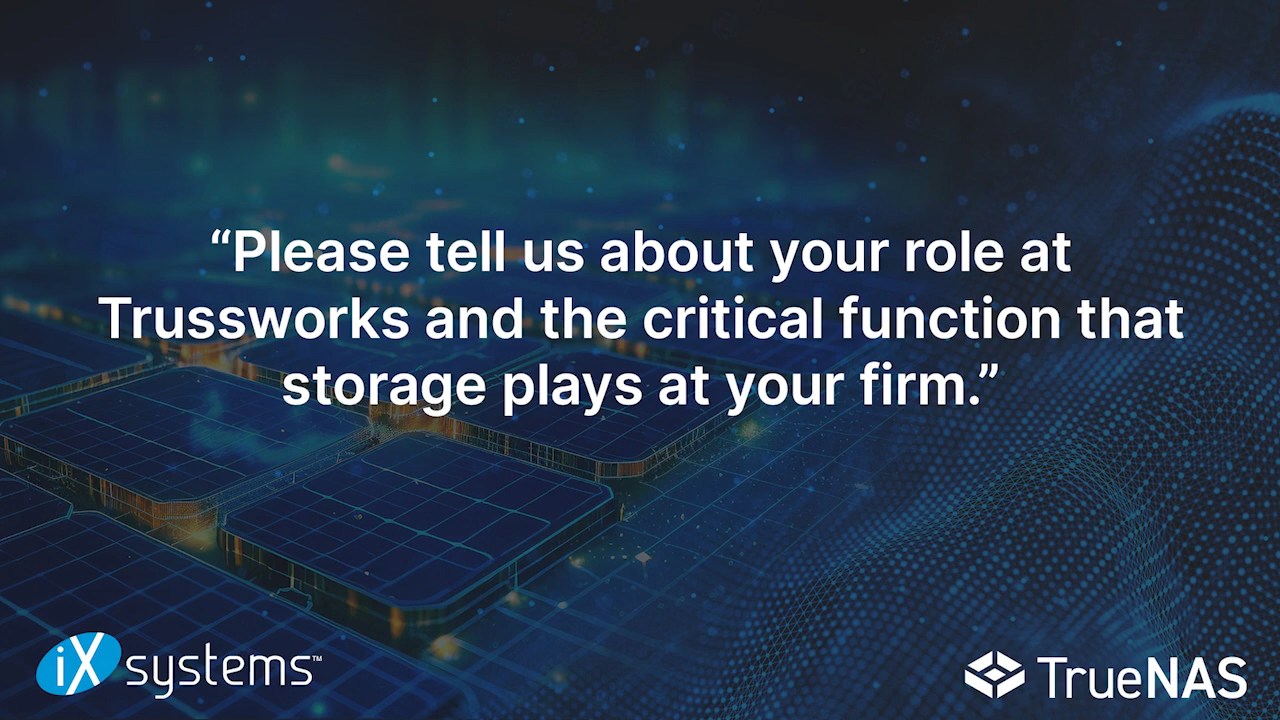 “Please tell us about your role at
Trussworks and the critical function that
storage plays at your firm.”
iX systems™
TrueNAS